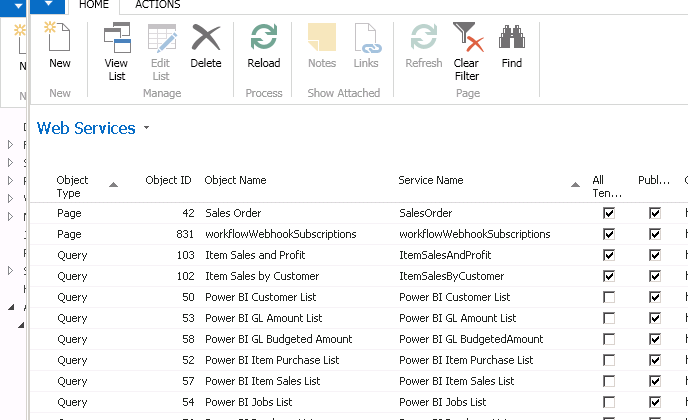 HOME ACTIONS
New View List Edit List Delete Reload Notes Links Refresh Clear Filter Find
New Manage Process Show Attached Page
Web Services
Object Type Object ID Object Name Service Name All Ten... Publ...
Page 42 Sales Order SalesOrder
Page 831 workflowWebhookSubscriptions workflowWebhookSubscriptions
Query 103 Item Sales and Profit ItemSalesAndProfit
Query 102 Item Sales by Customer ItemSalesByCustomer
Query 50 Power BI Customer List Power BI Customer List
Query 53 Power BI GL Amount List Power BI GL Amount List
Query 58 Power BI GL Budgeted Amount Power BI GL BudgetedAmount
Query 52 Power BI Item Purchase List Power BI Item Purchase List
Query 57 Power BI Item Sales List Power BI Item Sales List
Query 54 Power BI Jobs List Power BI Jobs List